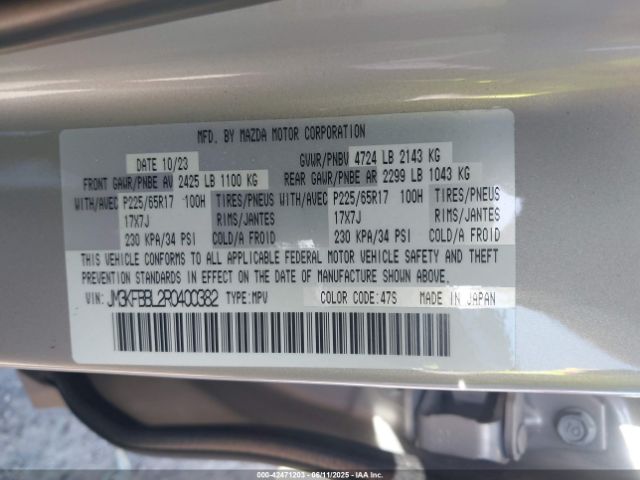 MFD. BY MAZDA MOTOR CORPORATION
DATE 10/23 GVWR/PNBV 4724 LB 2143 KG
FRONT GAWR/PNBE AV 2425 LB 1100 KG REAR GAWR/PNBE AR 2299 LB 1043 KG
WITH/AVEC P225/65R17 100H TIRES/PNEUS WITH/AVEC P225/65R17 100H TIRES/PNEUS
17X7J RIMS/JANTES 17X7J RIMS/JANTES
230 KPA/34 PSI COLD/A FROID 230 KPA/34 PSI COLD/A FROID
THIS VEHICLE CONFORMS TO ALL APPLICABLE FEDERAL MOTOR VEHICLE SAFETY AND THEFT
PREVENTION STANDARDS IN EFFECT ON THE DATE OF MANUFACTURE SHOWN ABOVE.
VIN: JM3KFBBL2R0400382 TYPE:MPV COLOR CODE:47S MADE IN JAPAN
000-42471203 - 06/11/2025 - IAAI.COM